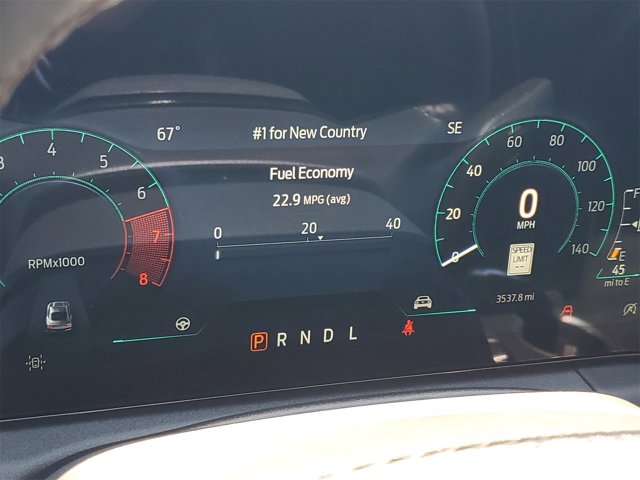 67° #1 for New Country SE
Fuel Economy
22.9 MPG (avg)
0 20 40
3 4 5 6 7 8
RPMx1000
0 20 40 60 80 100 120 140
0
MPH
SPEED
LIMIT
--
3537.8 mi
F
E
45
mi to E
P R N D L